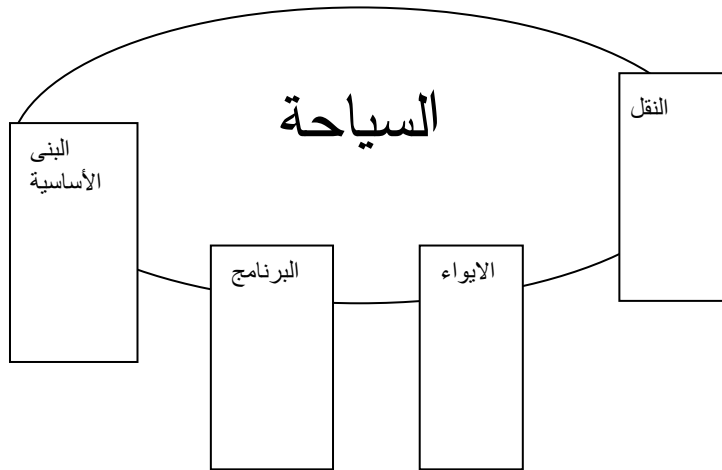 السياحة
النقل
الايواء
البرنامج
البنى
الأساسية